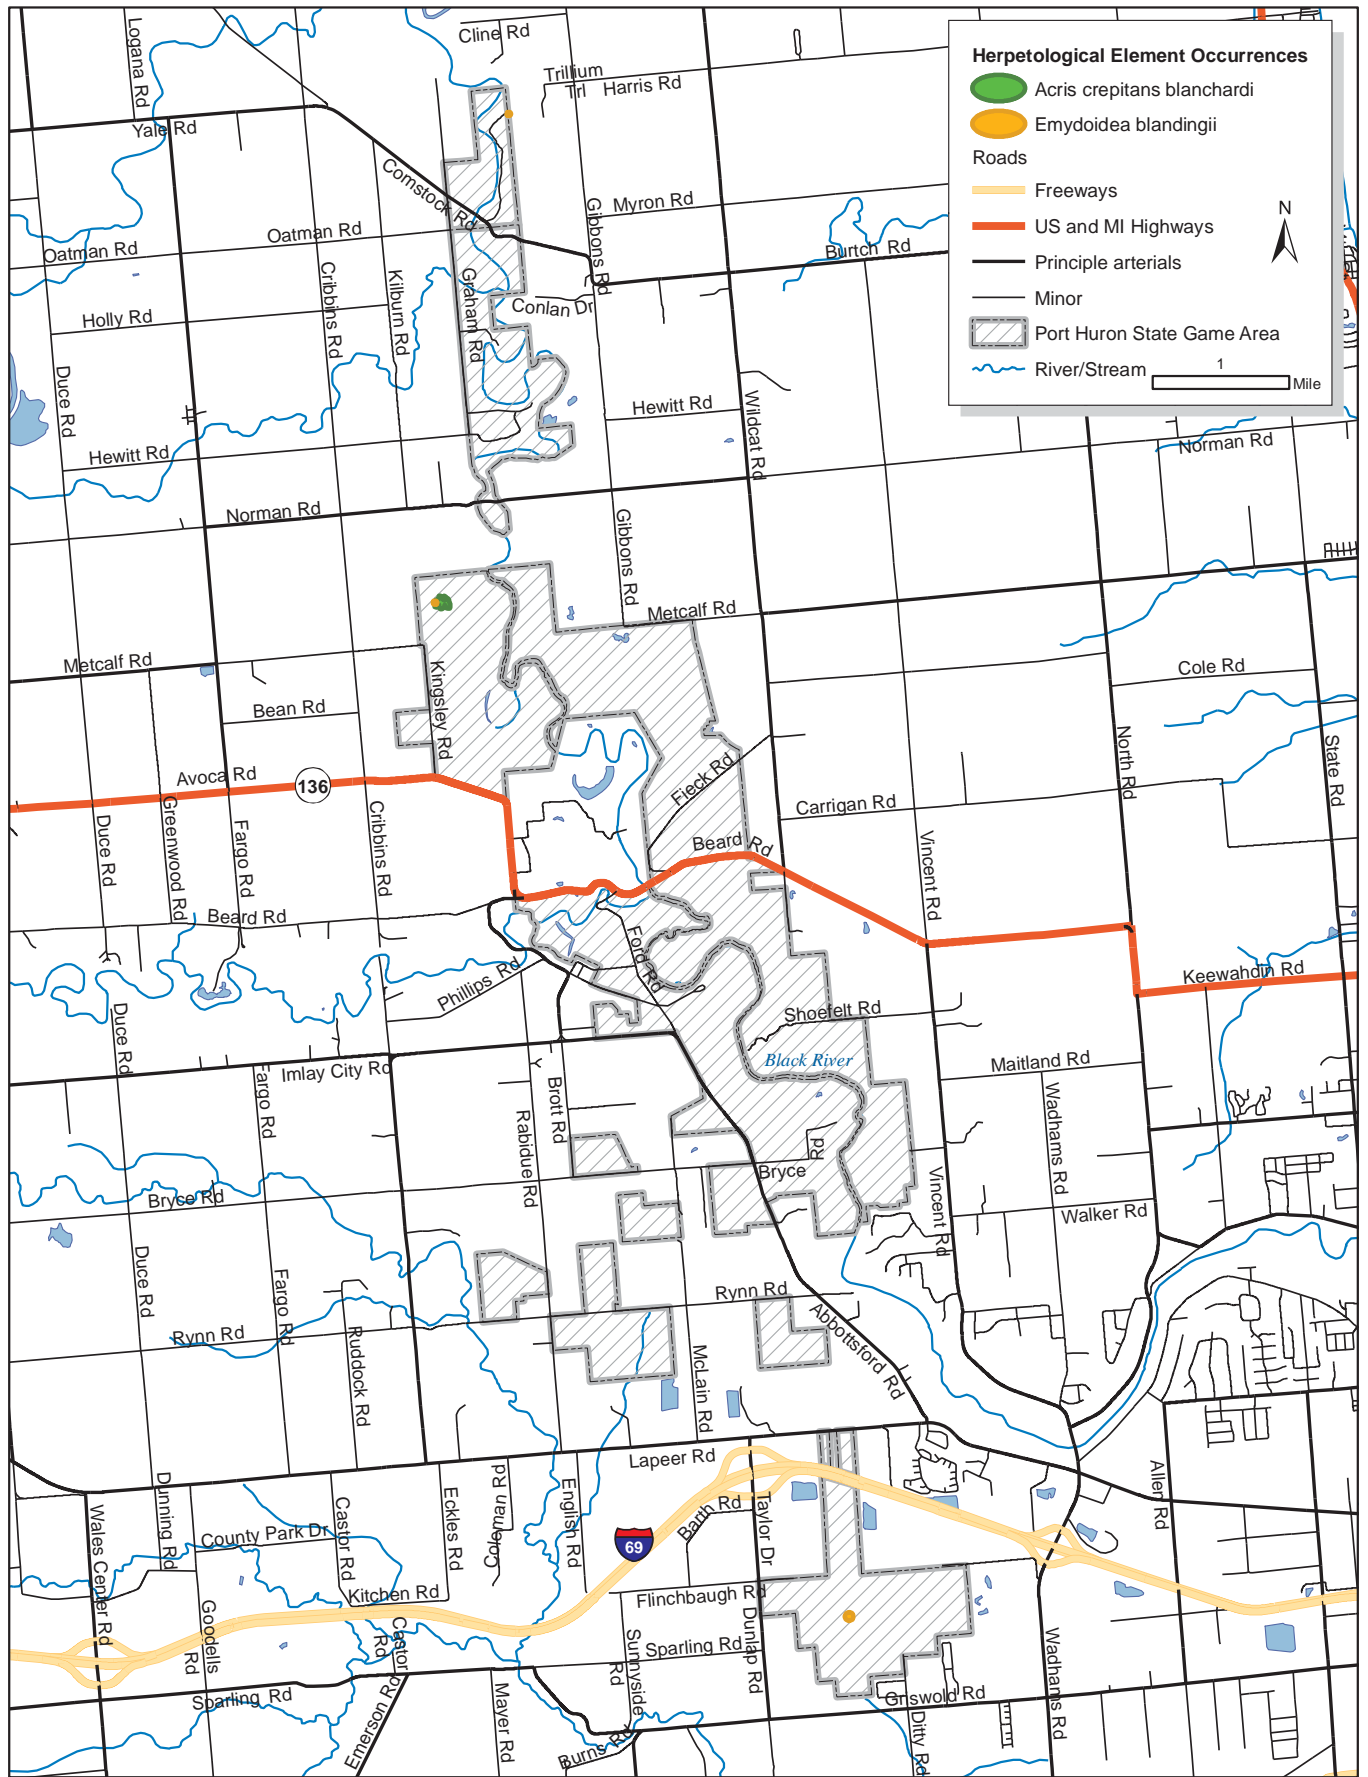 Herpetological Element Occurrences
Acris crepitans blanchardi
Emydoidea blandingii
Roads
Freeways
US and MI Highways
Principle arterials
Minor
Port Huron State Game Area
River/Stream
1
Mile
N
Cline Rd
Logana Rd
Trillium
Trl
Harris Rd
Yale Rd
Comstock Rd
Gibbons Rd
Myron Rd
Oatman Rd
Oatman Rd
Burtch Rd
Cribbins Rd
Kilburn Rd
Graham Rd
Conlan Dr
Holly Rd
Duce Rd
Hewitt Rd
Wildcat Rd
Hewitt Rd
Norman Rd
Norman Rd
Gibbons Rd
Metcalf Rd
Metcalf Rd
Kingsley Rd
Cole Rd
Bean Rd
North Rd
State Rd
Avoca Rd
136
Fieck Rd
Carrigan Rd
Duce Rd
Greenwood Rd
Fargo Rd
Cribbins Rd
Beard Rd
Vincent Rd
Beard Rd
Ford Rd
Phillips Rd
Keewahdin Rd
Duce Rd
Shoefelt Rd
Black River
Maitland Rd
Imlay City Rd
Fargo Rd
Brott Rd
Rabidue Rd
Wadhams Rd
Bryce
Rd
Vincent Rd
Bryce Rd
Walker Rd
Duce Rd
Fargo Rd
Rynn Rd
Rynn Rd
Ruddock Rd
Abbottsford Rd
McLain Rd
Lapeer Rd
Allen Rd
Dunning Rd
Wales Center Rd
County Park Dr
Castor Rd
Eckles Rd
Coleman Rd
English Rd
69
Barth Rd
Taylor Dr
Kitchen Rd
Flinchbaugh Rd
Goodells
Rd
Castor
Rd
Sunnyside
Rd
Sparling Rd
Dunlap Rd
Wadhams Rd
Sparling Rd
Emerson Rd
Mayer Rd
Burns Rd
Griswold Rd
Ditty Rd